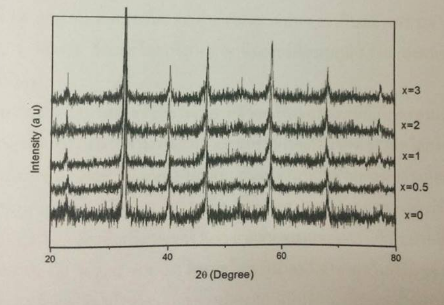 Intensity (a u)
x=3
x=2
x=1
x=0.5
x=0
20 40 60 80
2θ (Degree)